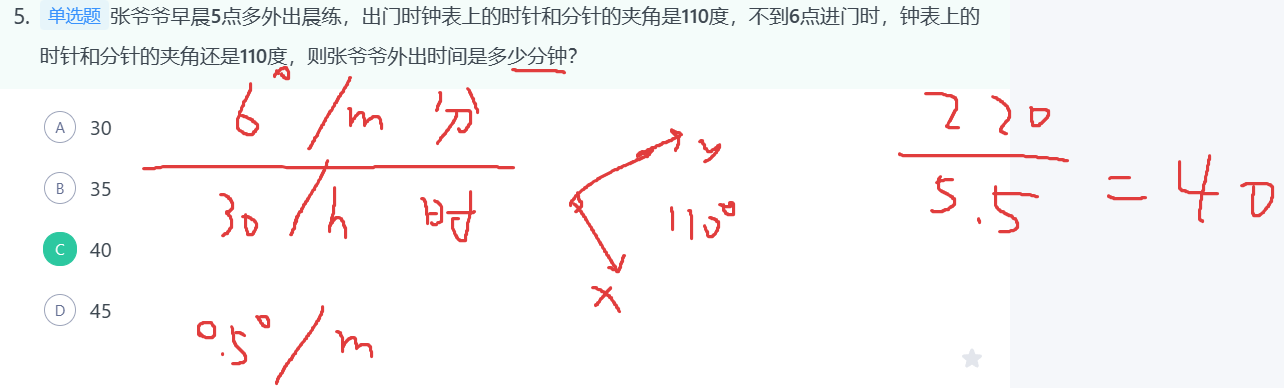 5. 单选题 张爷爷早晨5点多外出晨练，出门时钟表上的时针和分针的夹角是110度，不到6点进门时，钟表上的
时针和分针的夹角还是110度，则张爷爷外出时间是多少分钟？
6°/m 分
30/h 时
0.5°/m
y
110°
x
220
5.5
=40
A 30
B 35
C 40
D 45